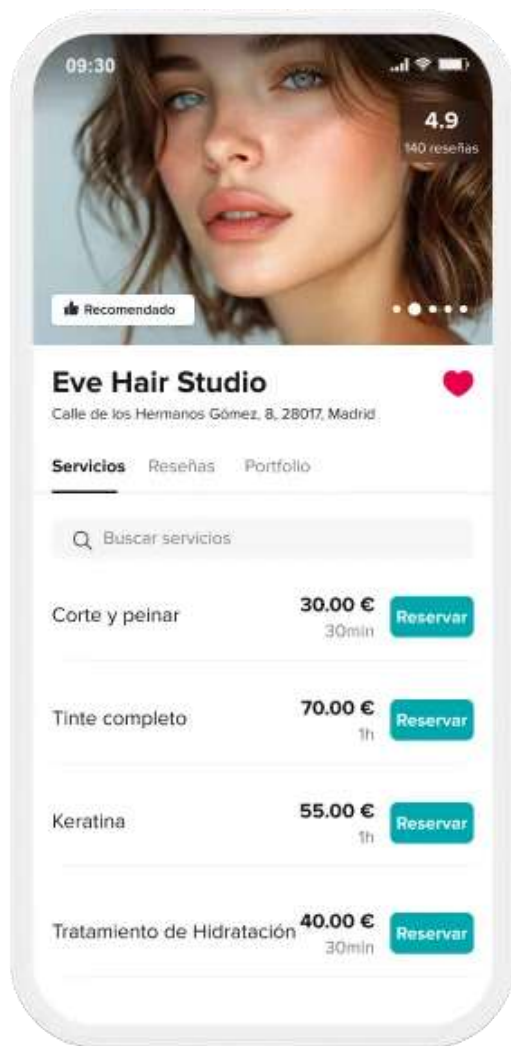 09:30
4.9
140 reseñas
Recomendado
Eve Hair Studio
Calle de los Hermanos Gómez, 8, 28017, Madrid
Servicios Reseñas Portfolio
Buscar servicios
Corte y peinar 30.00 € Reservar
30min
Tinte completo 70.00 € Reservar
1h
Keratina 55.00 € Reservar
1h
Tratamiento de Hidratación 40.00 € Reservar
30min